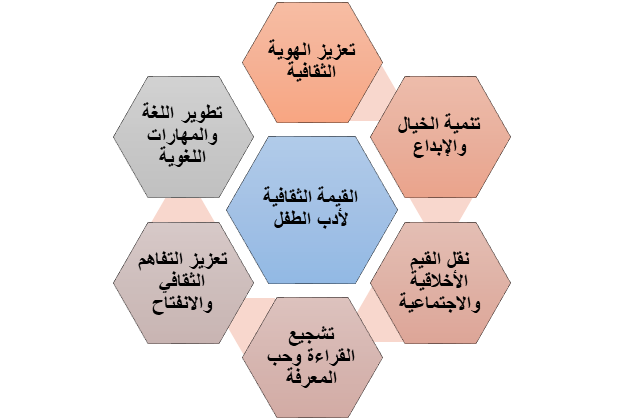 تعزيز الهوية
الثقافية
تنمية الخيال
والإبداع
نقل القيم
الأخلاقية
والاجتماعية
تشجيع
القراءة وحب
المعرفة
تعزيز التفاهم
الثقافي
والانفتاح
تطوير اللغة
والمهارات
اللغوية
القيمة الثقافية
لأدب الطفل